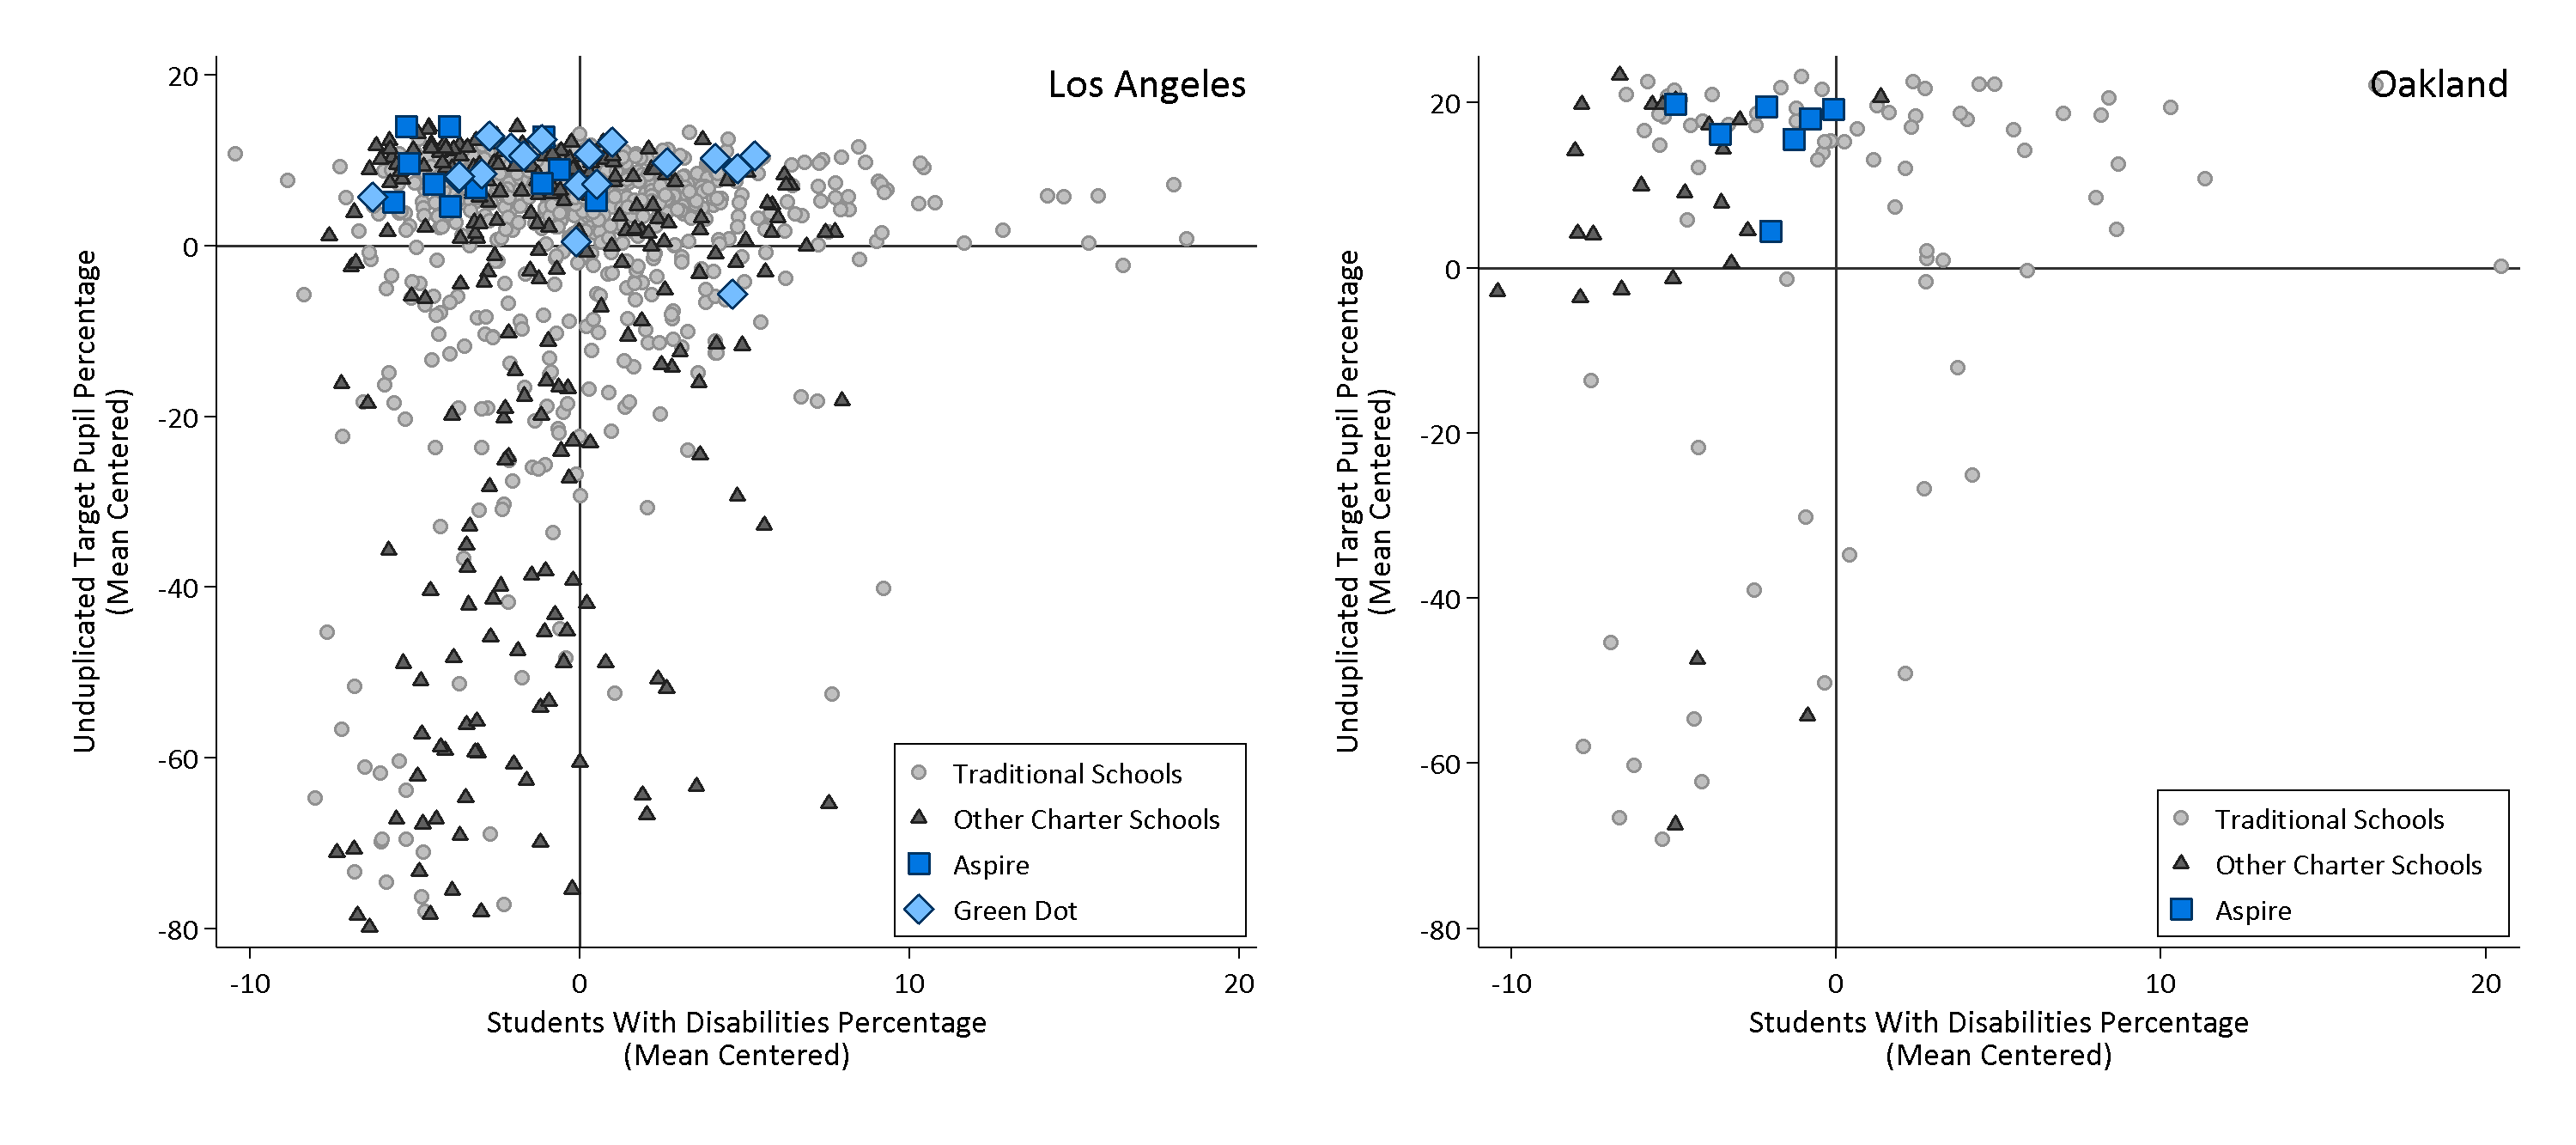 Los Angeles
20
0
-20
-40
-60
-80
Unduplicated Target Pupil Percentage
(Mean Centered)
Traditional Schools
Other Charter Schools
Aspire
Green Dot
-10
0
10
20
Students With Disabilities Percentage
(Mean Centered)
Oakland
20
0
-20
-40
-60
-80
Unduplicated Target Pupil Percentage
(Mean Centered)
Traditional Schools
Other Charter Schools
Aspire
-10
0
10
20
Students With Disabilities Percentage
(Mean Centered)